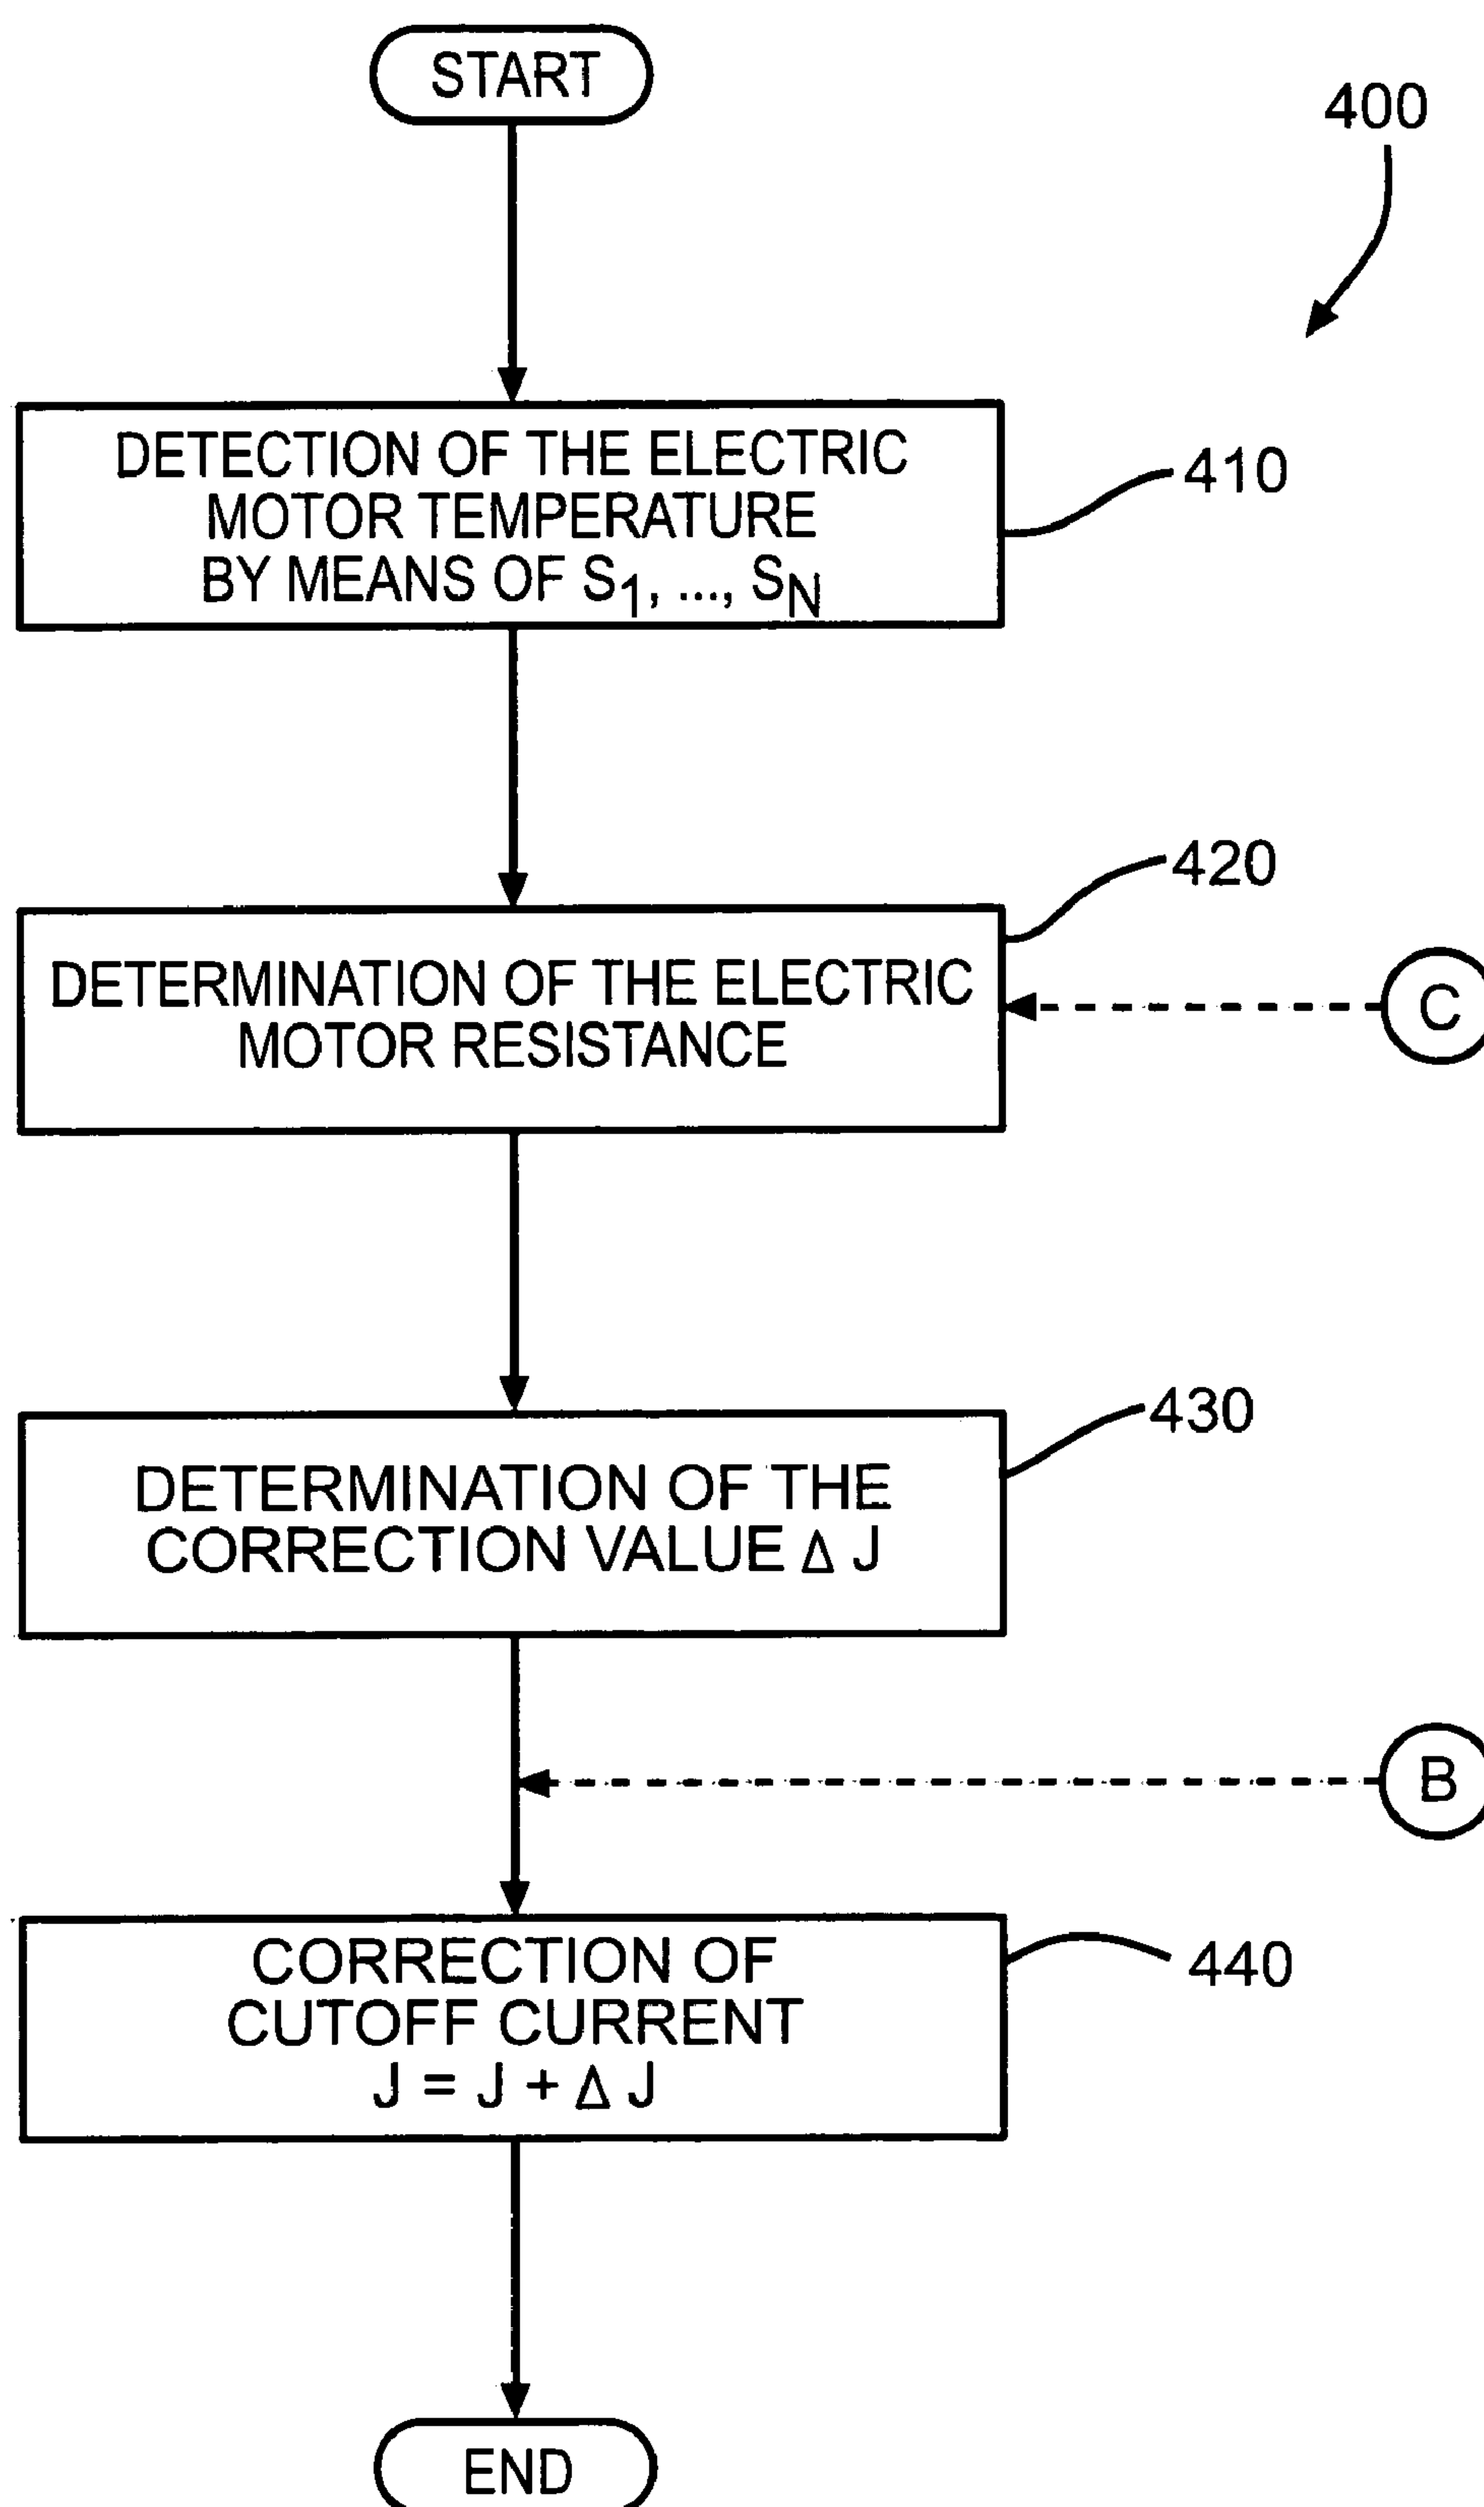 START
400
DETECTION OF THE ELECTRIC
MOTOR TEMPERATURE
BY MEANS OF S1, ..., SN
410
420
DETERMINATION OF THE ELECTRIC
MOTOR RESISTANCE
C
430
DETERMINATION OF THE
CORRECTION VALUE Δ J
B
CORRECTION OF
CUTOFF CURRENT
J = J + Δ J
440
END